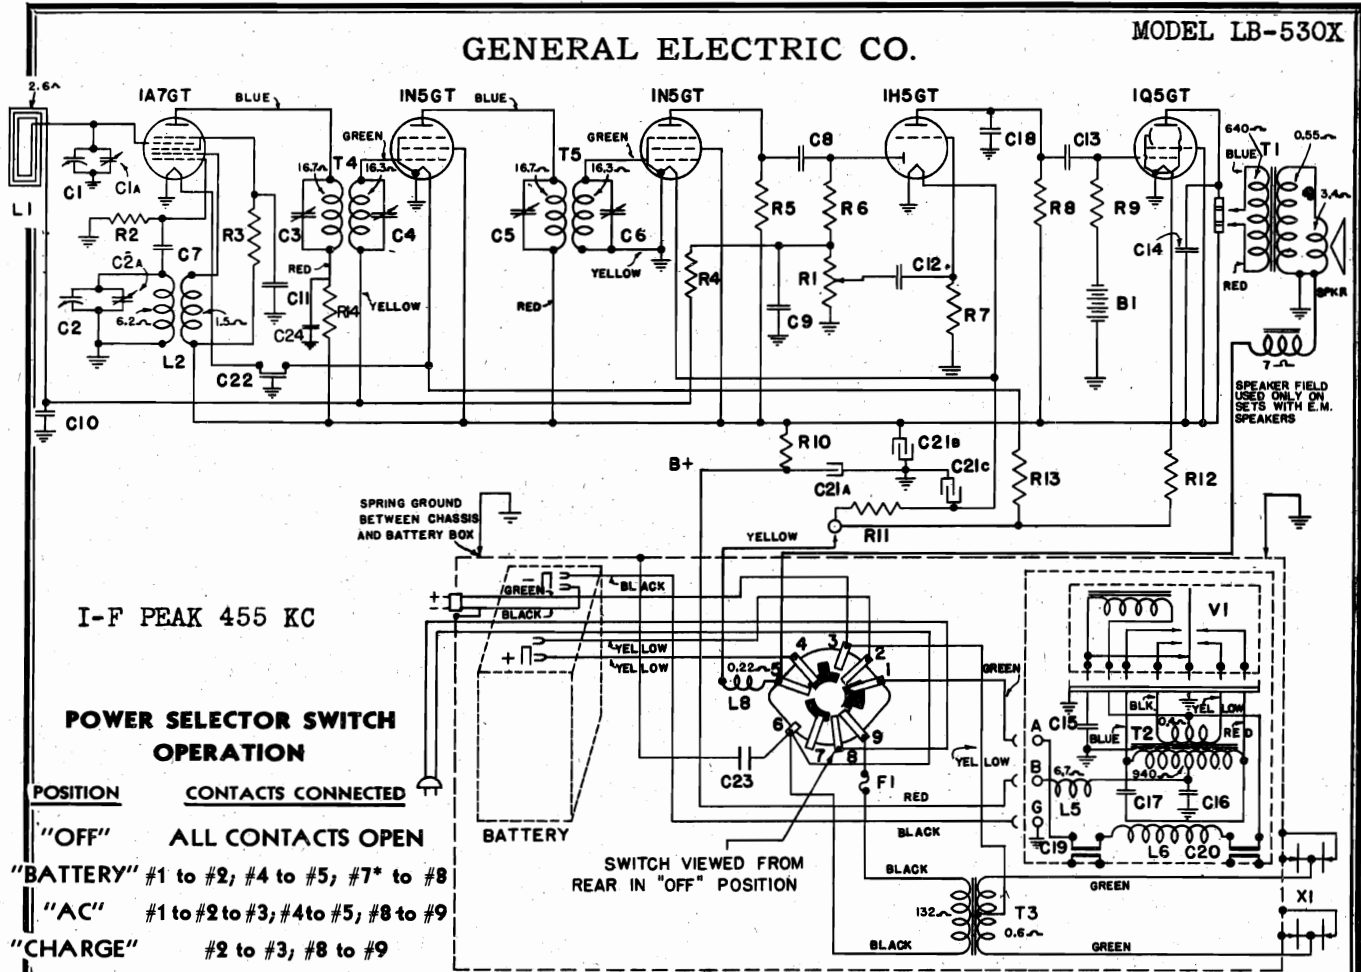 GENERAL ELECTRIC CO.
MODEL LB-530X
2.6∩
1A7GT
BLUE
1N5GT
BLUE
1N5GT
1H5GT
1Q5GT
L1
C1
C1A
R2
C7
R3
C2A
C2
6.2∩
1.5∩
L2
C11
C22
C10
GREEN
T4
16.7∩
16.3∩
C3
C4
RED
C24
R14
YELLOW
GREEN
T5
16.7∩
16.3∩
C5
C6
YELLOW
RED
R4
R5
C8
R6
R1
C9
C12
R7
C18
C13
R8
R9
B1
C14
640∩
BLUE
T1
0.55∩
3.4∩
RED
SPKR
7∩
SPEAKER FIELD
USED ONLY ON
SETS WITH E.M.
SPEAKERS
R10
C21B
B+
C21A
C21C
R13
R12
R11
YELLOW
SPRING GROUND
BETWEEN CHASSIS
AND BATTERY BOX
I-F PEAK 455 KC
+
−
−
GREEN
BLACK
BLACK
+
YELLOW
YELLOW
BATTERY
0.22∩
L8
C23
1
2
3
4
5
6
7
8
9
F1
GREEN
YELLOW
RED
BLACK
A
B
G
V1
BLK.
YELLOW
C15
BLUE
T2
0.4∩
RED
6.7∩
L5
940∩
C17
C16
C19
L6
C20
SWITCH VIEWED FROM
REAR IN "OFF" POSITION
BLACK
132∩
T3
0.6∩
BLACK
GREEN
GREEN
X1
POWER SELECTOR SWITCH
OPERATION
POSITION CONTACTS CONNECTED
"OFF" ALL CONTACTS OPEN
"BATTERY" #1 to #2; #4 to #5; #7* to #8
"AC" #1 to #2 to #3; #4 to #5; #8 to #9
"CHARGE" #2 to #3; #8 to #9